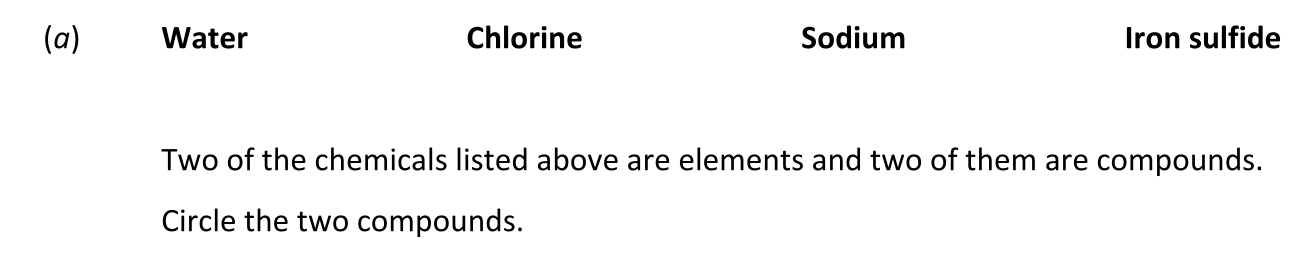 (a) Water Chlorine Sodium Iron sulfide
Two of the chemicals listed above are elements and two of them are compounds.
Circle the two compounds.